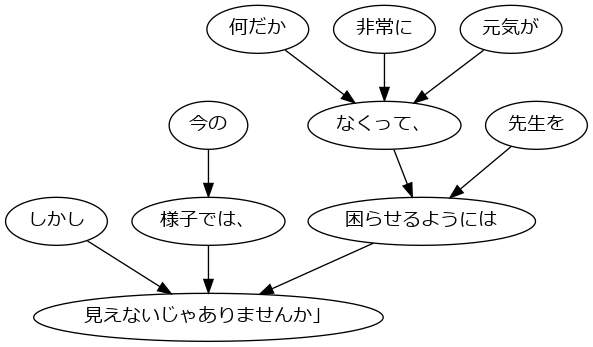 何だか 非常に 元気が
今の なくって、 先生を
しかし 様子では、 困らせるようには
見えないじゃありませんか」